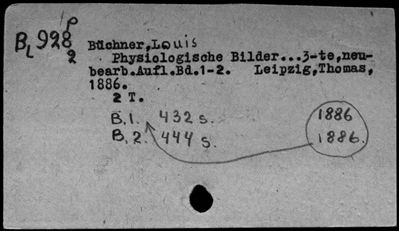 B, 928 p
2
Büchner, Louis
Physiologische Bilder...3-te, neu-
bearb. Aufl. Bd. 1-2. Leipzig, Thomas,
1886.
2 T.
B. 1. 432 s. 1886
B. 2. 444 s. 1886.